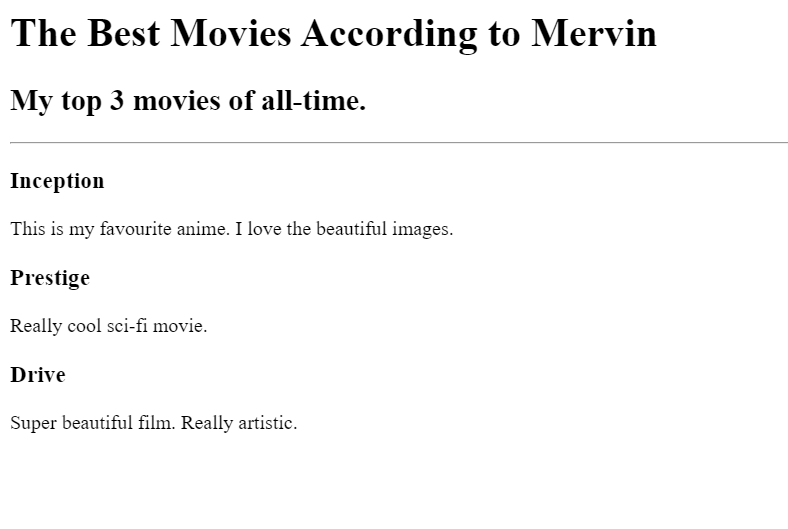 The Best Movies According to Mervin
My top 3 movies of all-time.
Inception
This is my favourite anime. I love the beautiful images.
Prestige
Really cool sci-fi movie.
Drive
Super beautiful film. Really artistic.